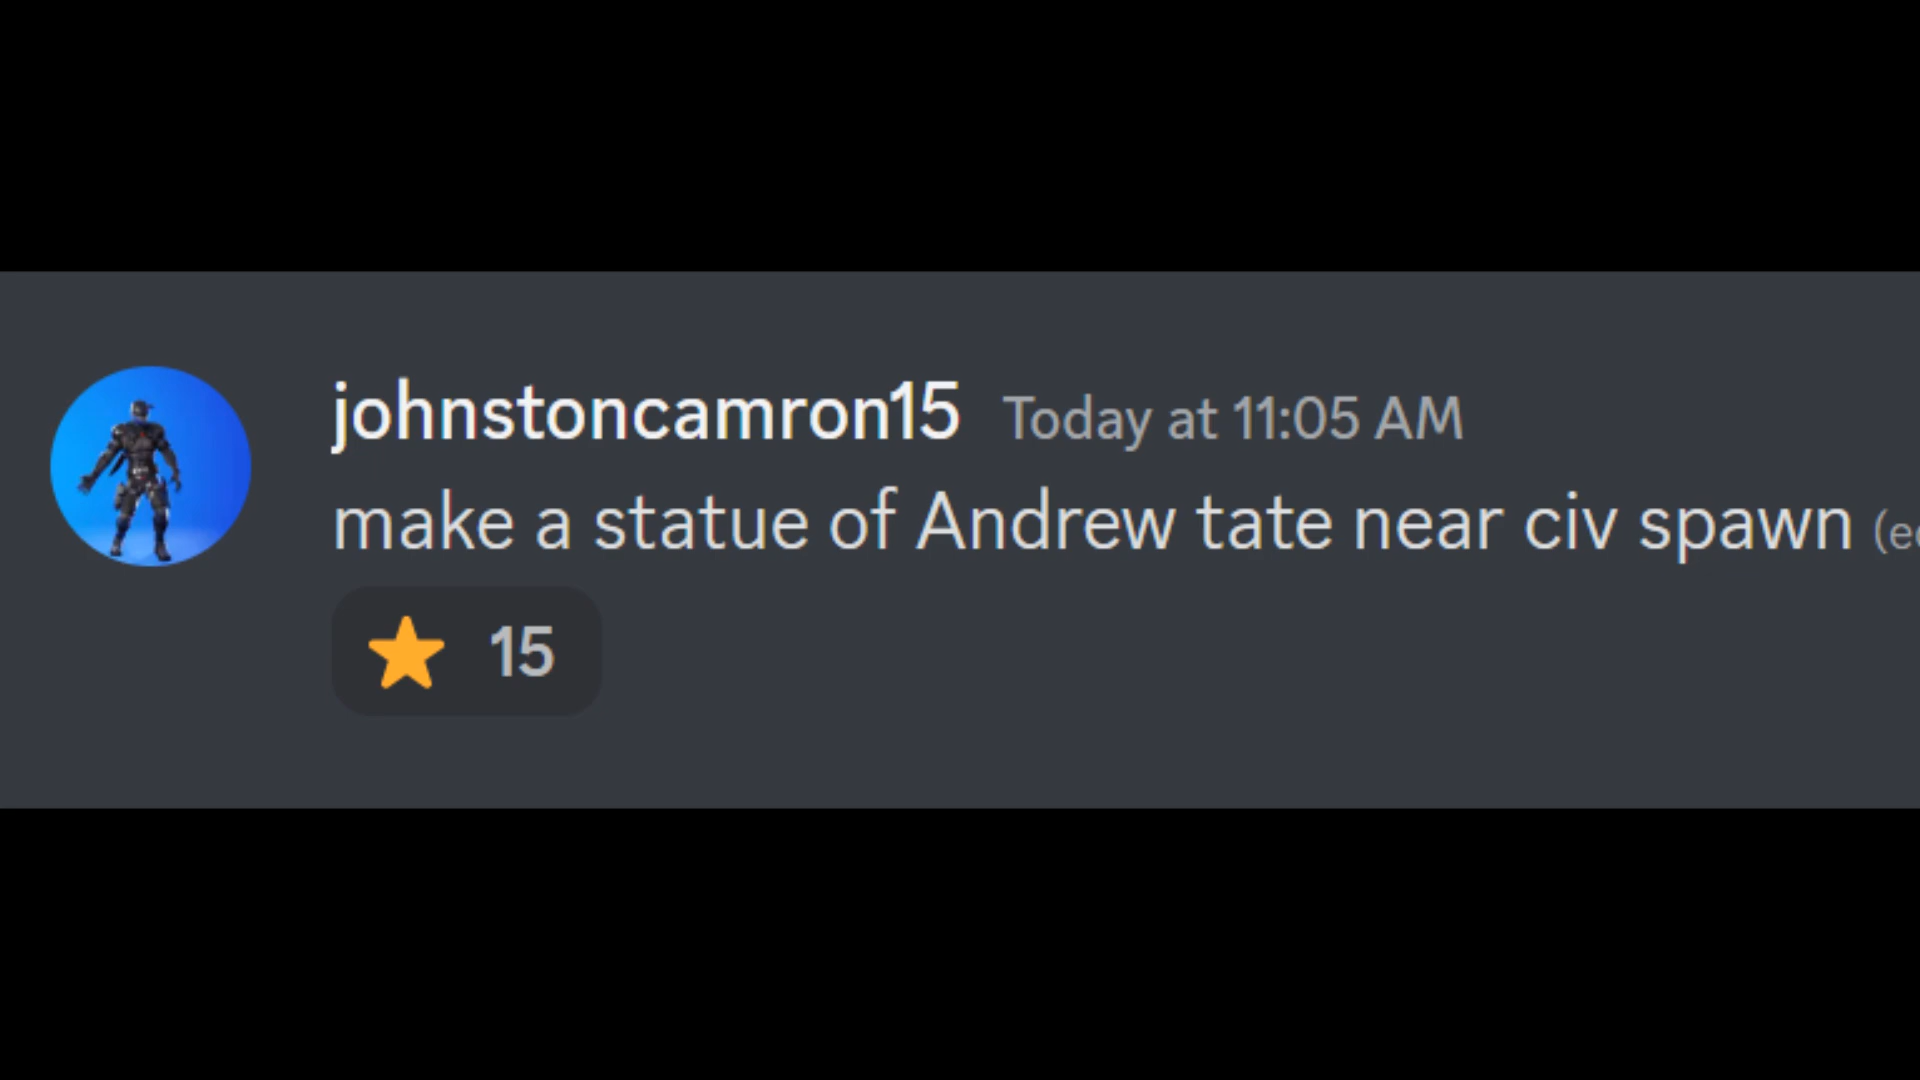 johnstoncamron15 Today at 11:05 AM
make a statue of Andrew tate near civ spawn
15